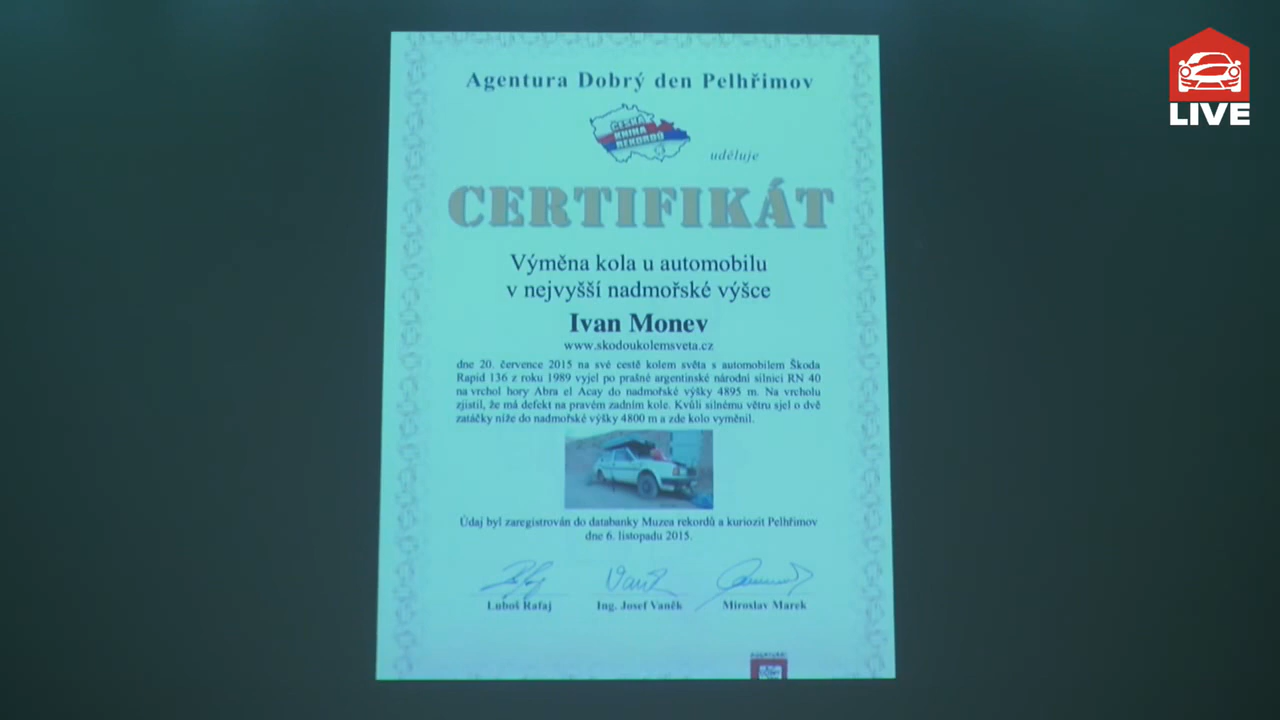 LIVE
Agentura Dobrý den Pelhřimov
ČESKÁ
KNIHA
REKORDŮ
uděluje
CERTIFIKÁT
Výměna kola u automobilu
v nejvyšší nadmořské výšce
Ivan Monev
www.skodoukolemsveta.cz
dne 20. července 2015 na své cestě kolem světa s automobilem Škoda
Rapid 136 z roku 1989 vyjel po prašné argentinské národní silnici RN 40
na vrchol hory Abra el Acay do nadmořské výšky 4895 m. Na vrcholu
zjistil, že má defekt na pravém zadním kole. Kvůli silnému větru sjel o dvě
zatáčky níže do nadmořské výšky 4800 m a zde kolo vyměnil.
Údaj byl zaregistrován do databanky Muzea rekordů a kuriozit Pelhřimov
dne 6. listopadu 2015.
Luboš Rafaj Ing. Josef Vaněk Miroslav Marek